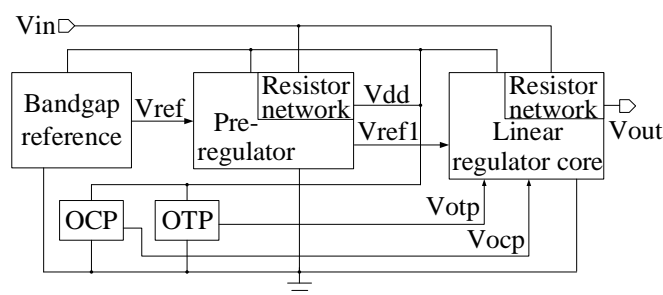 Vin
Bandgap
reference
Vref
Resistor
network
Pre-
regulator
Vdd
Vref1
Resistor
network
Linear
regulator core
Vout
OCP
OTP
Votp
Vocp